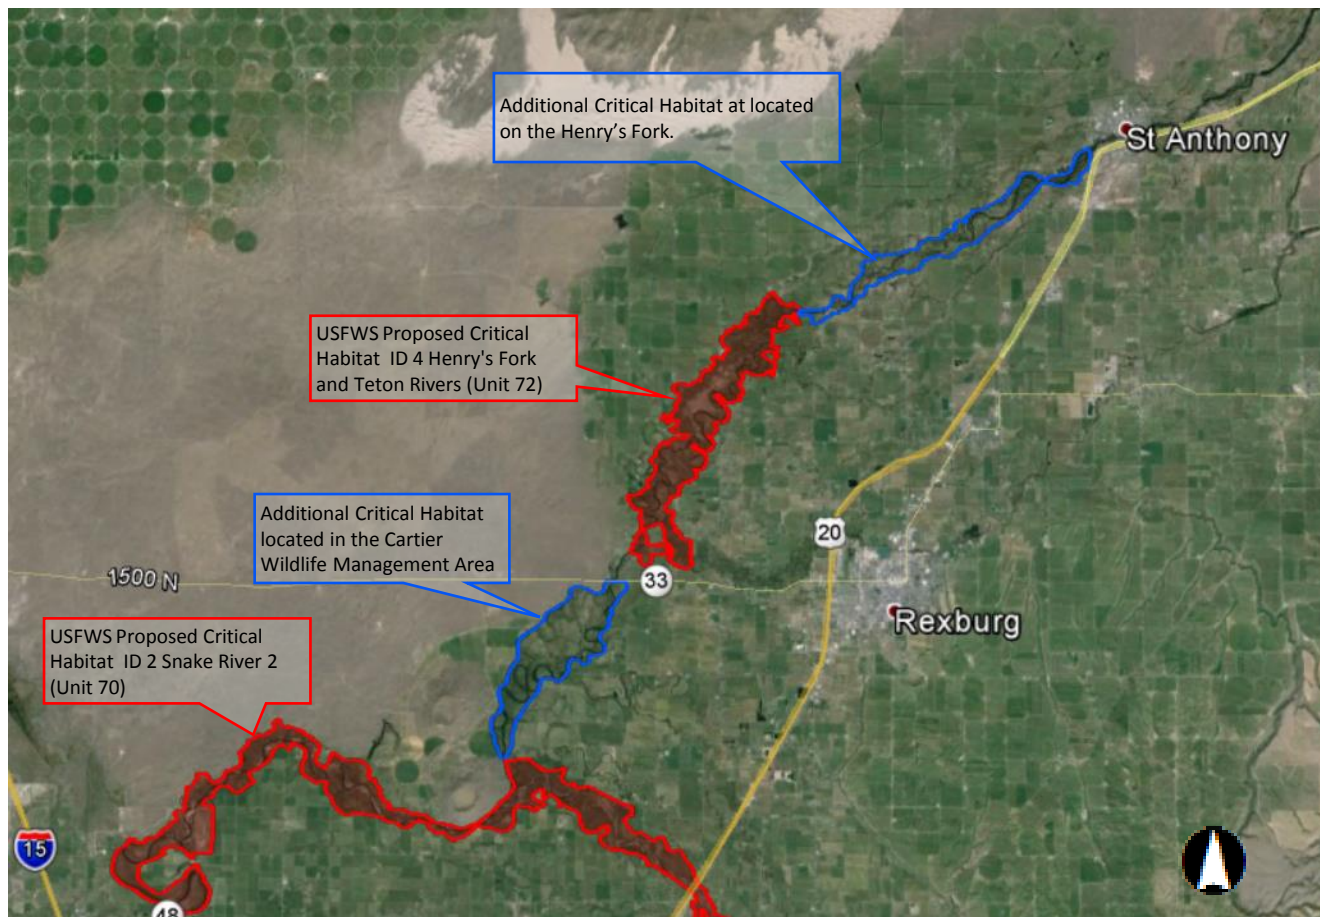 Additional Critical Habitat at located
on the Henry's Fork.
St Anthony
USFWS Proposed Critical
Habitat  ID 4 Henry's Fork
and Teton Rivers (Unit 72)
Additional Critical Habitat
located in the Cartier
Wildlife Management Area
20
1500 N
33
Rexburg
USFWS Proposed Critical
Habitat  ID 2 Snake River 2
(Unit 70)
15
48